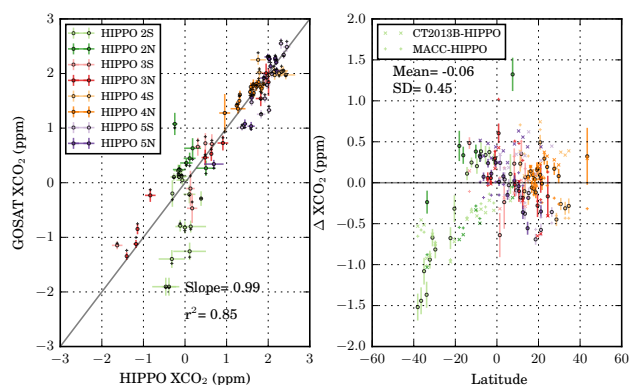 HIPPO 2S
HIPPO 2N
HIPPO 3S
HIPPO 3N
HIPPO 4S
HIPPO 4N
HIPPO 5S
HIPPO 5N
Slope= 0.99
r²= 0.85
GOSAT XCO₂ (ppm)
3
2
1
0
−1
−2
−3
−3 −2 −1 0 1 2 3
HIPPO XCO₂ (ppm)
CT2013B-HIPPO
MACC-HIPPO
Mean= -0.06
SD= 0.45
Δ XCO₂ (ppm)
2.0
1.5
1.0
0.5
0.0
−0.5
−1.0
−1.5
−2.0
−60 −40 −20 0 20 40 60
Latitude